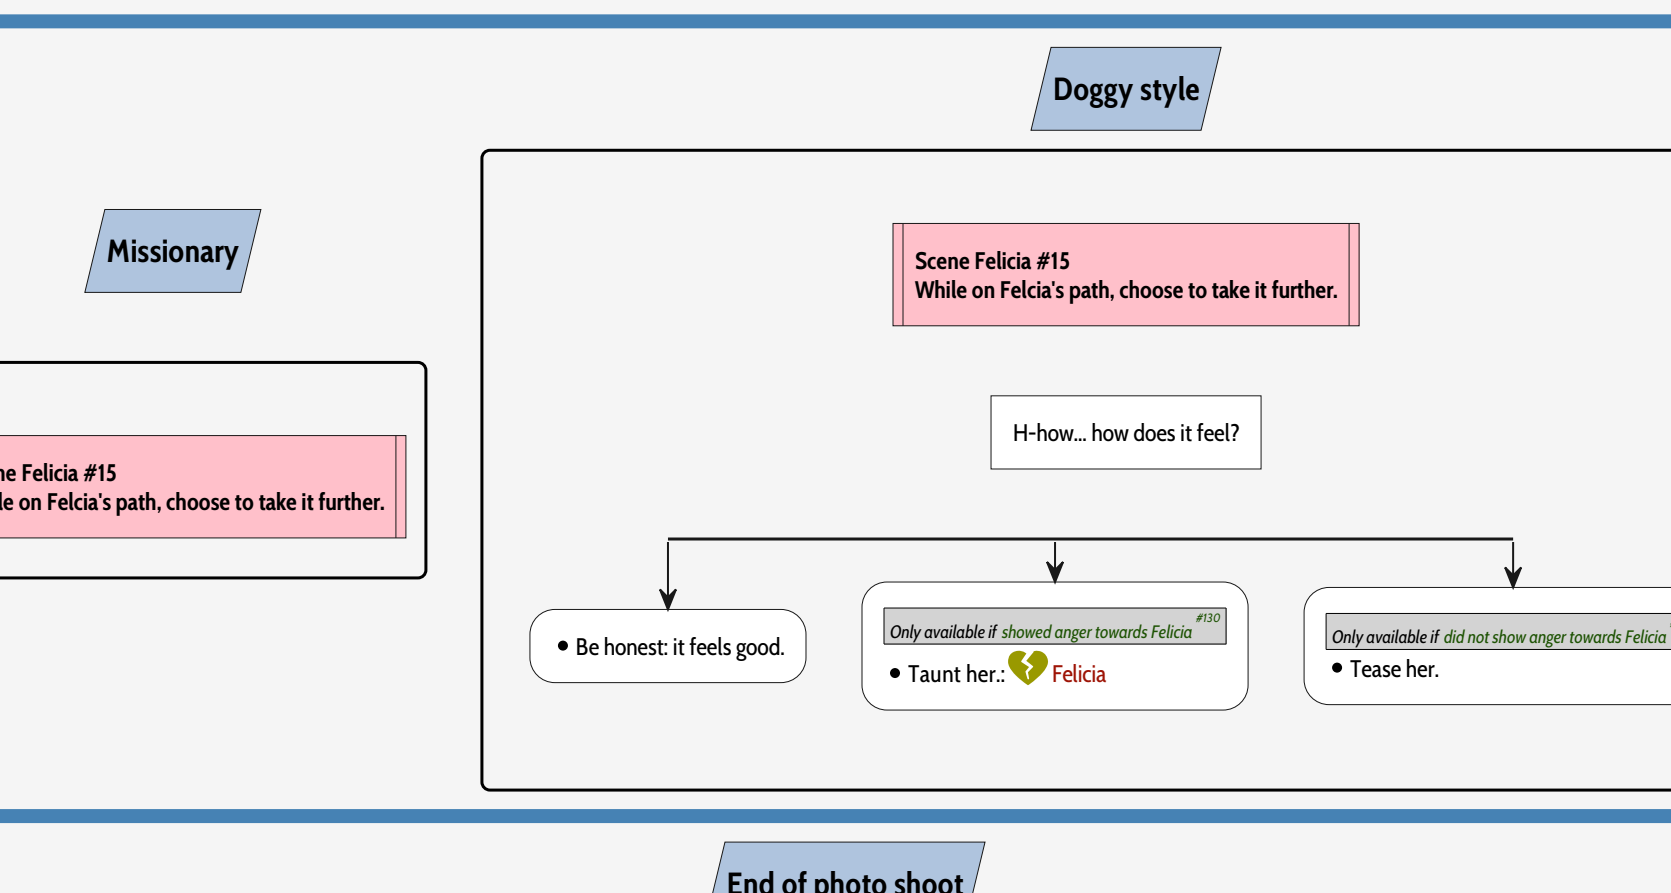 Doggy style
Missionary
Scene Felicia #15
While on Felcia's path, choose to take it further.
H-how... how does it feel?
Felicia #15
on Felcia's path, choose to take it further.
• Be honest: it feels good.
Only available if showed anger towards Felicia #130
• Taunt her.: Felicia
Only available if did not show anger towards Felicia
• Tease her.
End of photo shoot